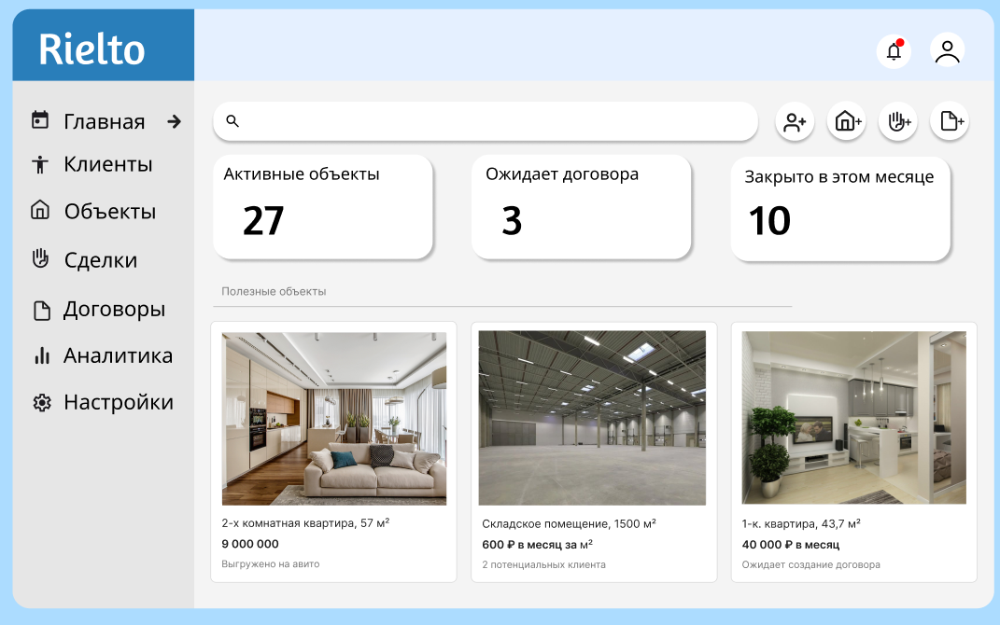 Rielto
Главная
Клиенты
Объекты
Сделки
Договоры
Аналитика
Настройки
Активные объекты
27
Ожидает договора
3
Закрыто в этом месяце
10
Полезные объекты
2-х комнатная квартира, 57 м²
9 000 000
Выгружено на авито
Складское помещение, 1500 м²
600 ₽ в месяц за м²
2 потенциальных клиента
1-к. квартира, 43,7 м²
40 000 ₽ в месяц
Ожидает создание договора